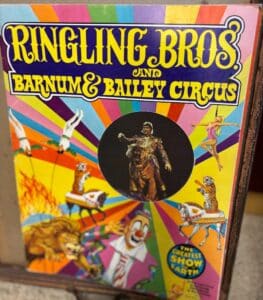 RINGLING BROS.
AND
BARNUM & BAILEY CIRCUS
THE
GREATEST
SHOW
ON
EARTH